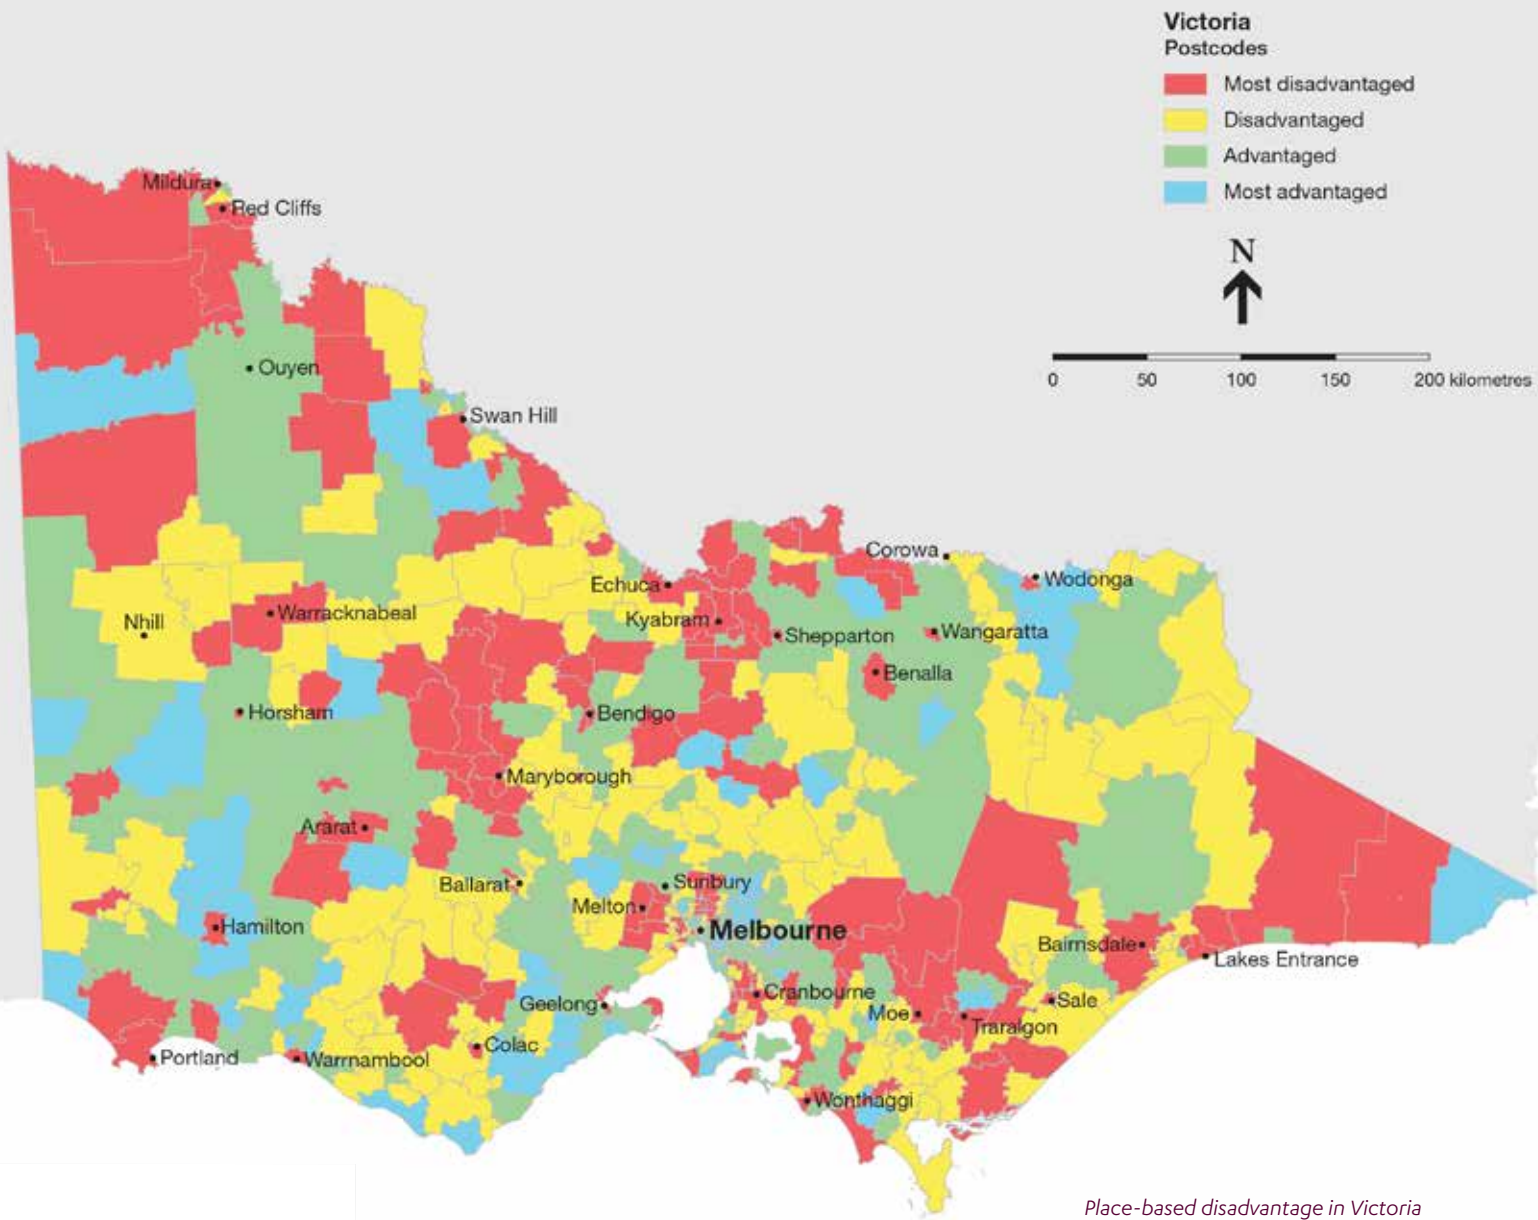 Victoria
Postcodes
Most disadvantaged
Disadvantaged
Advantaged
Most advantaged
N
0 50 100 150 200 kilometres
Mildura
Red Cliffs
Ouyen
Swan Hill
Corowa
Wodonga
Echuca
Warracknabeal
Nhill
Kyabram
Shepparton
Wangaratta
Benalla
Horsham
Bendigo
Maryborough
Ararat
Ballarat
Sunbury
Melton
Hamilton
Melbourne
Bairnsdale
Lakes Entrance
Geelong
Cranbourne
Sale
Moe
Traralgon
Colac
Portland
Warrnambool
Wonthaggi
Place-based disadvantage in Victoria